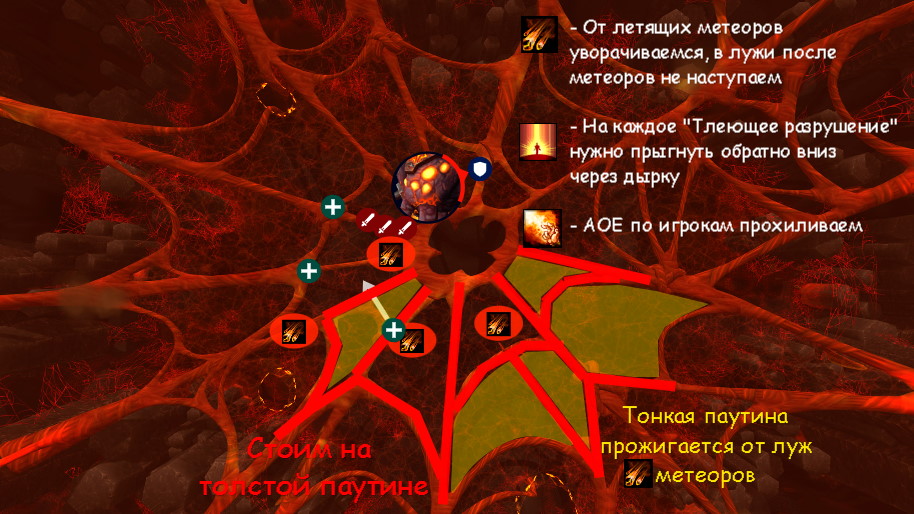 - От летящих метеоров
уворачиваемся, в лужи после
метеоров не наступаем
- На каждое "Тлеющее разрушение"
нужно прыгнуть обратно вниз
через дырку
- АОЕ по игрокам прохиливаем
Тонкая паутина
прожигается от луж
метеоров
Стоим на
толстой паутине